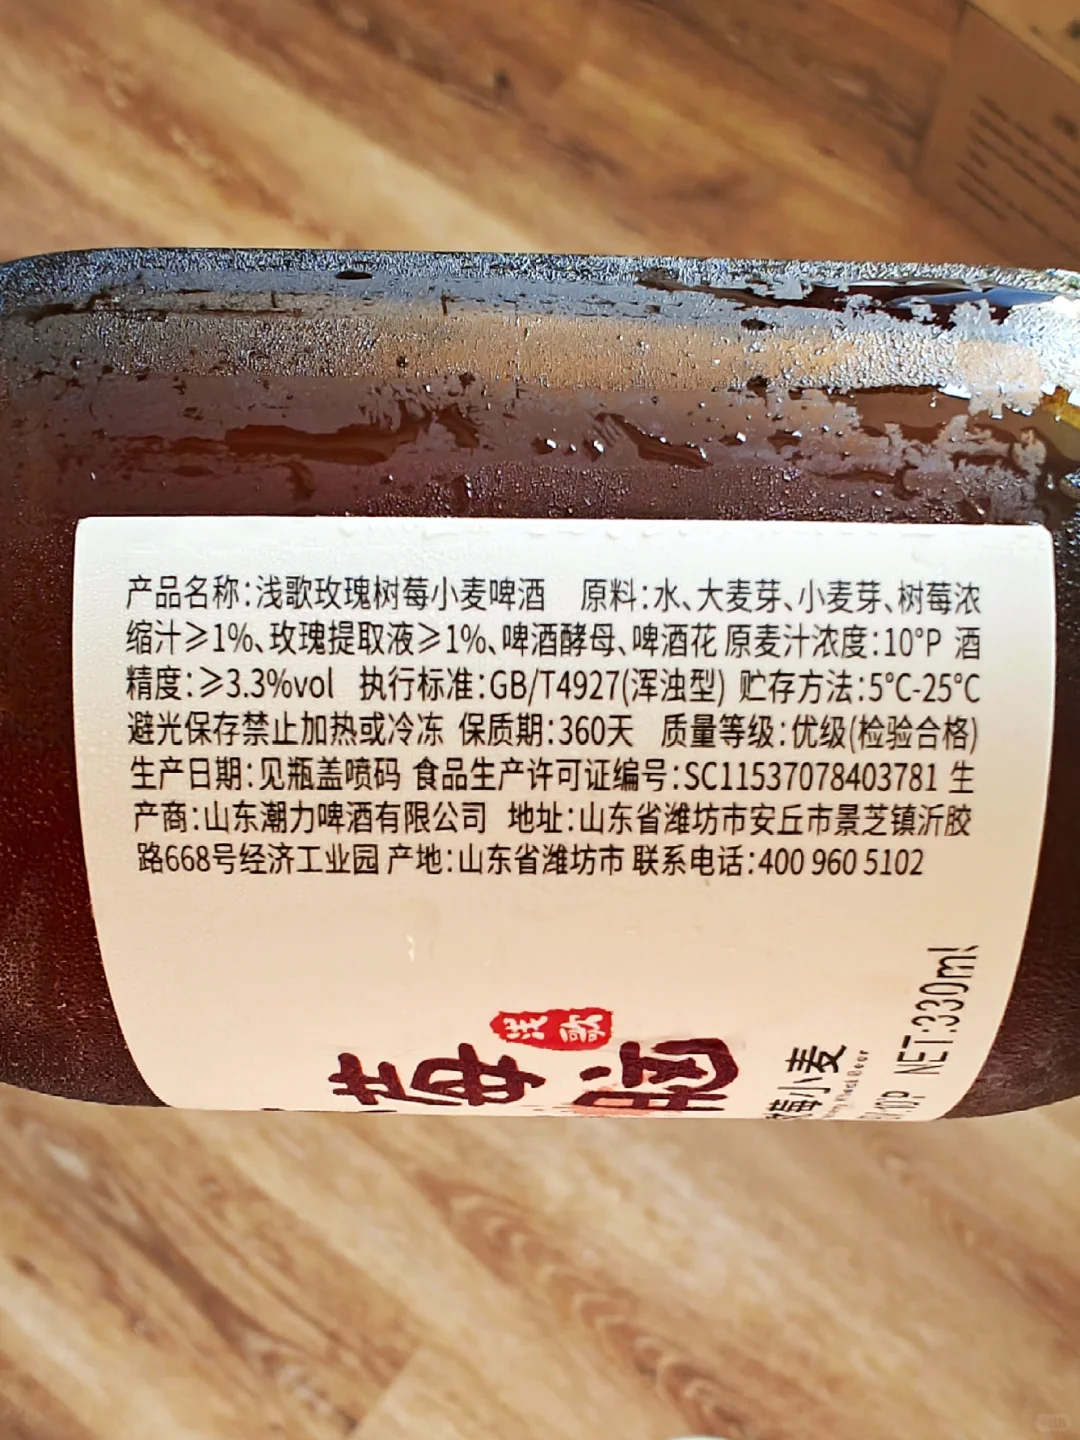 产品名称:浅歌玫瑰树莓小麦啤酒 原料:水、大麦芽、小麦芽、树莓浓
缩汁≥1%、玫瑰提取液≥1%、啤酒酵母、啤酒花 原麦汁浓度:10°P 酒
精度:≥3.3%vol 执行标准:GB/T4927(浑浊型) 贮存方法:5°C-25°C
避光保存禁止加热或冷冻 保质期:360天 质量等级:优级(检验合格)
生产日期:见瓶盖喷码 食品生产许可证编号:SC11537078403781 生
产商:山东潮力啤酒有限公司 地址:山东省潍坊市安丘市景芝镇沂胶
路668号经济工业园 产地:山东省潍坊市 联系电话:400 960 5102
浅歌
莓小麦
NET:330ml